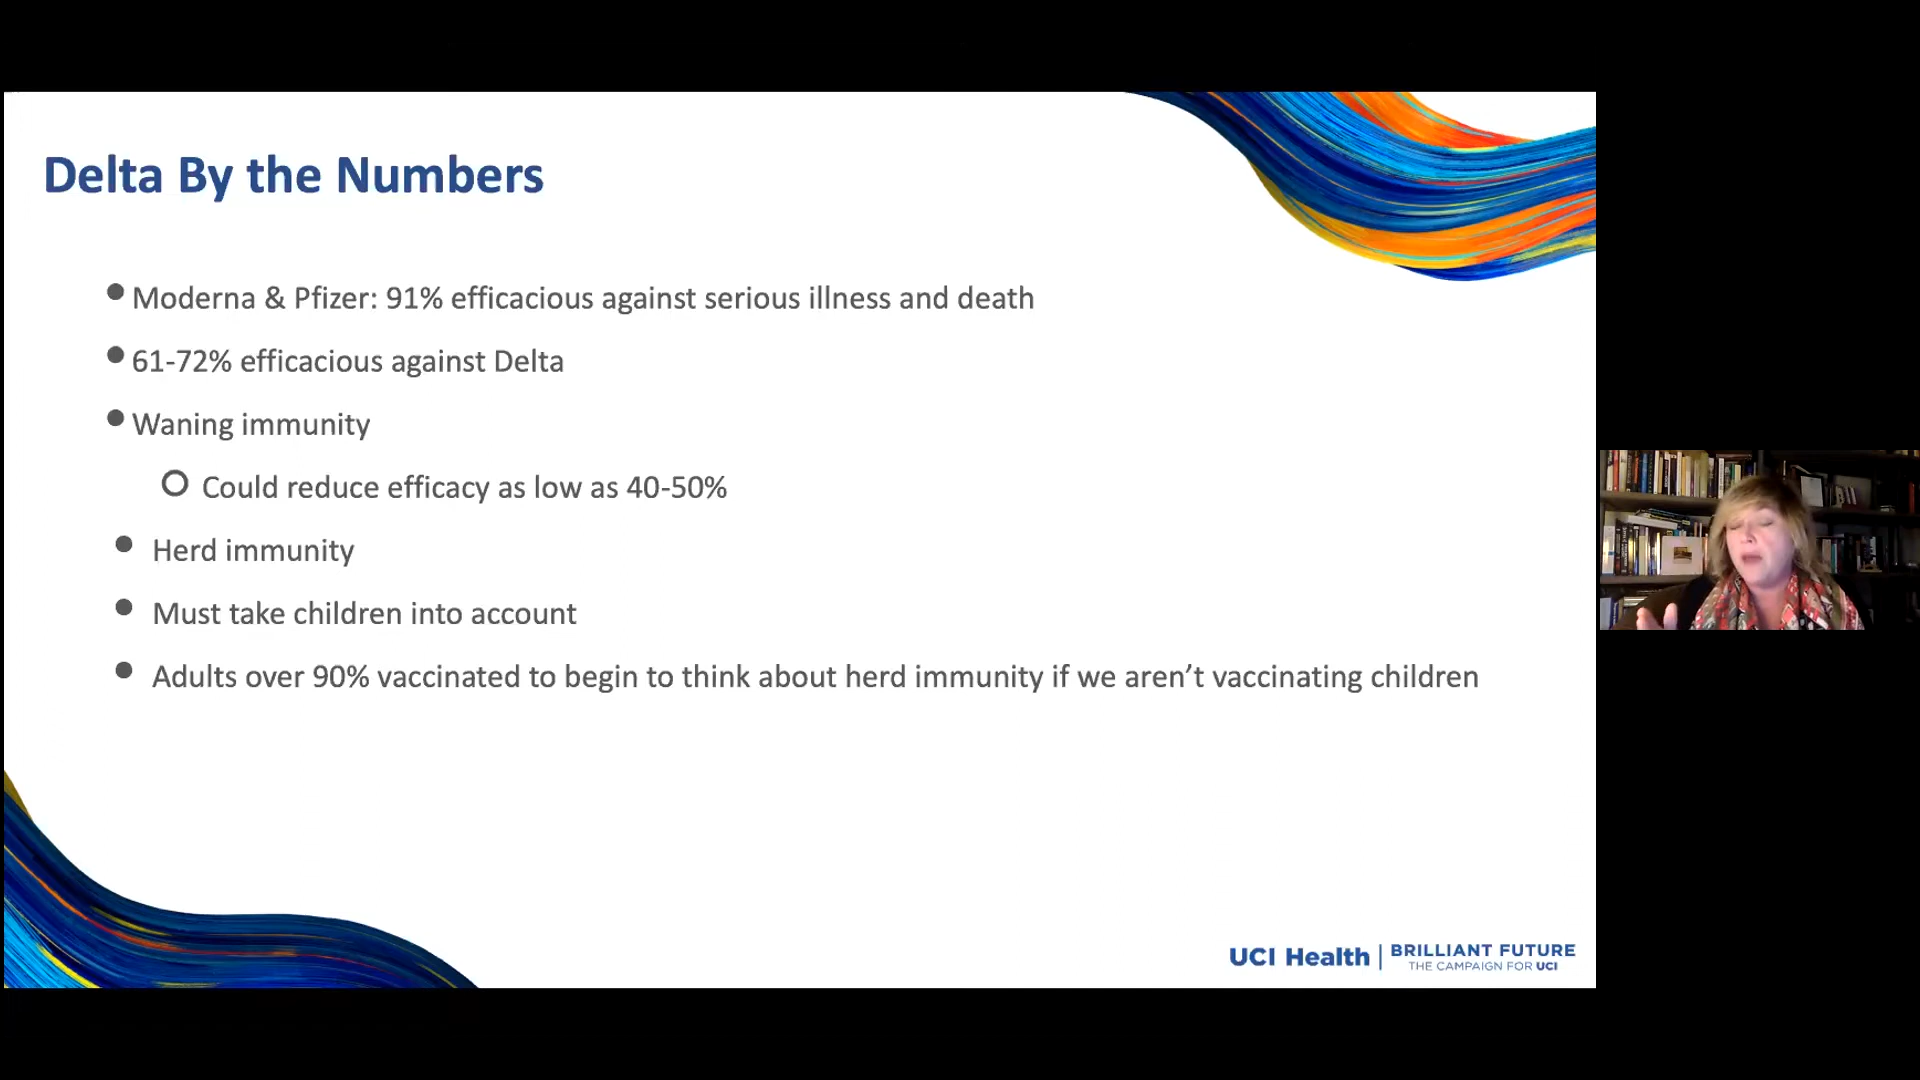 Delta By the Numbers
Moderna & Pfizer: 91% efficacious against serious illness and death
61-72% efficacious against Delta
Waning immunity
Could reduce efficacy as low as 40-50%
Herd immunity
Must take children into account
Adults over 90% vaccinated to begin to think about herd immunity if we aren’t vaccinating children
UCI Health | BRILLIANT FUTURE
THE CAMPAIGN FOR UCI